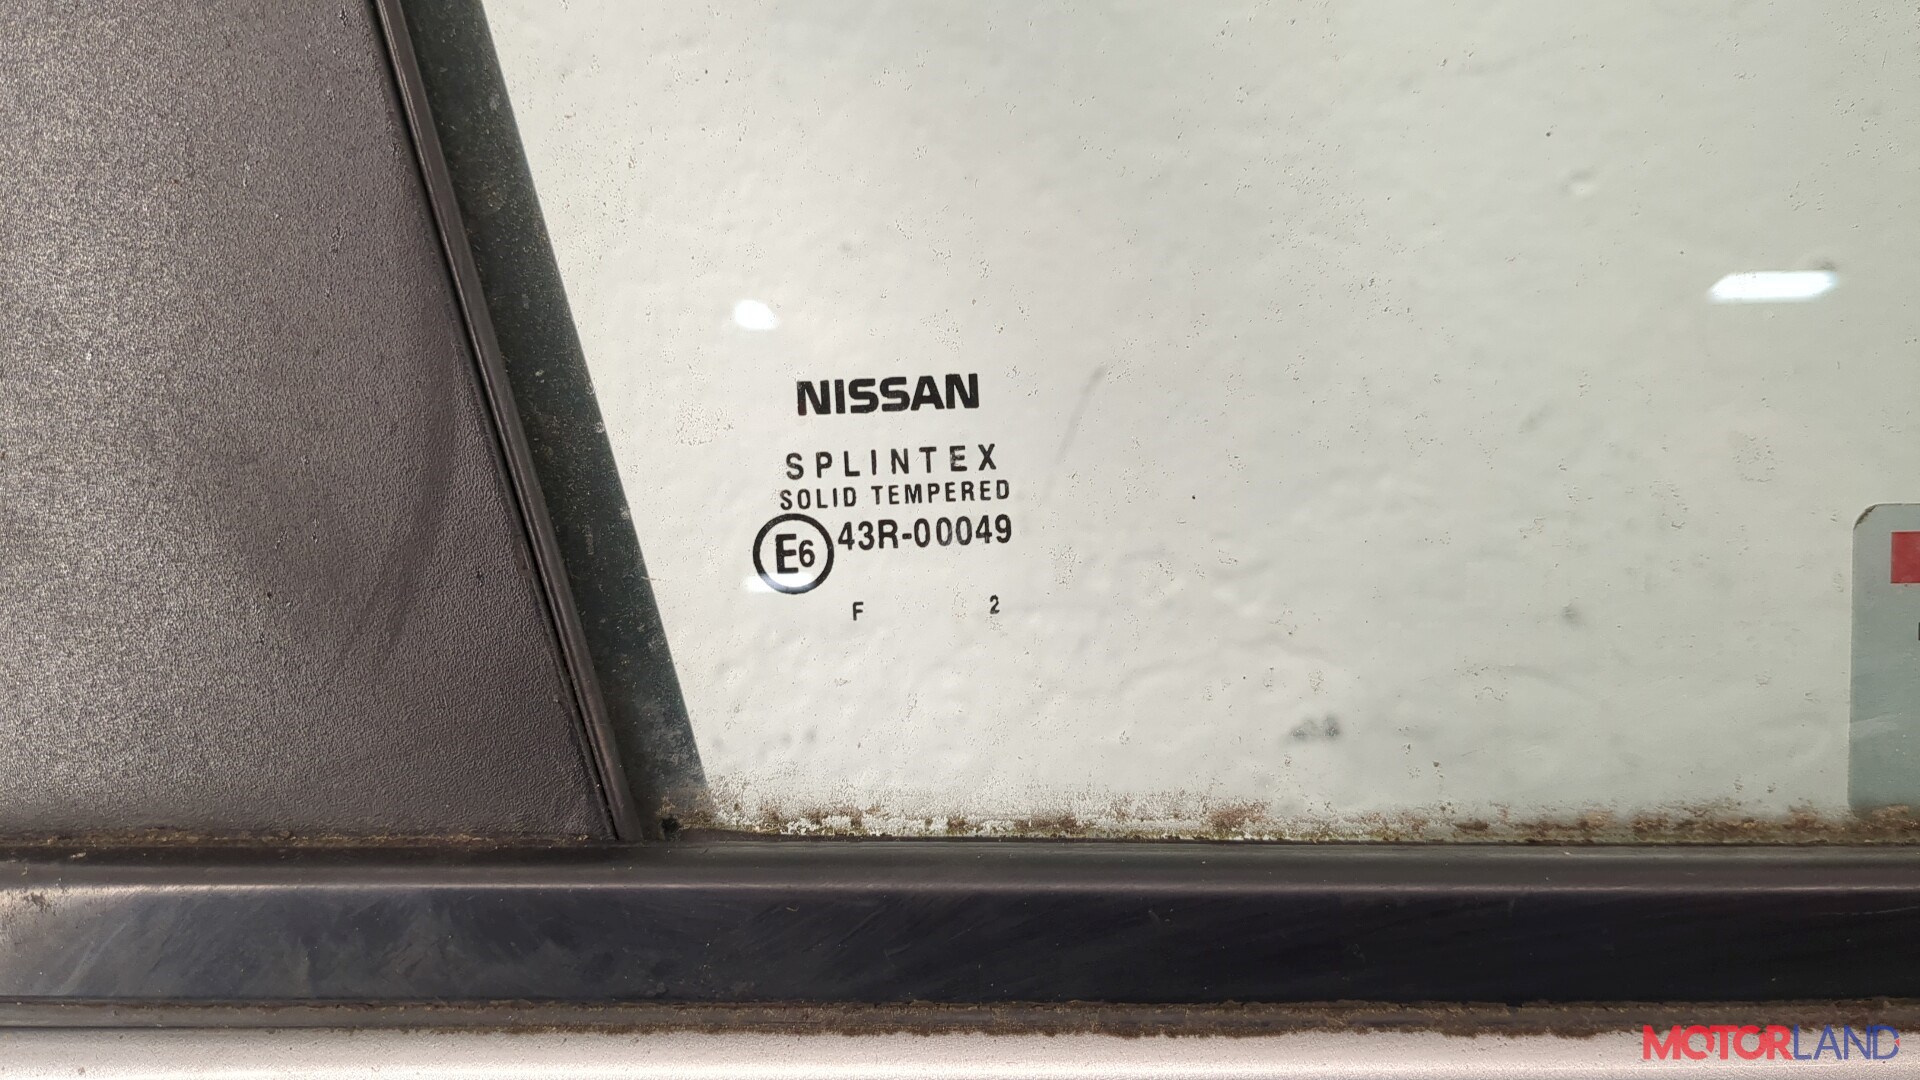 NISSAN
SPLINTEX
SOLID TEMPERED
E6 43R-00049
F 2
MOTORLAND